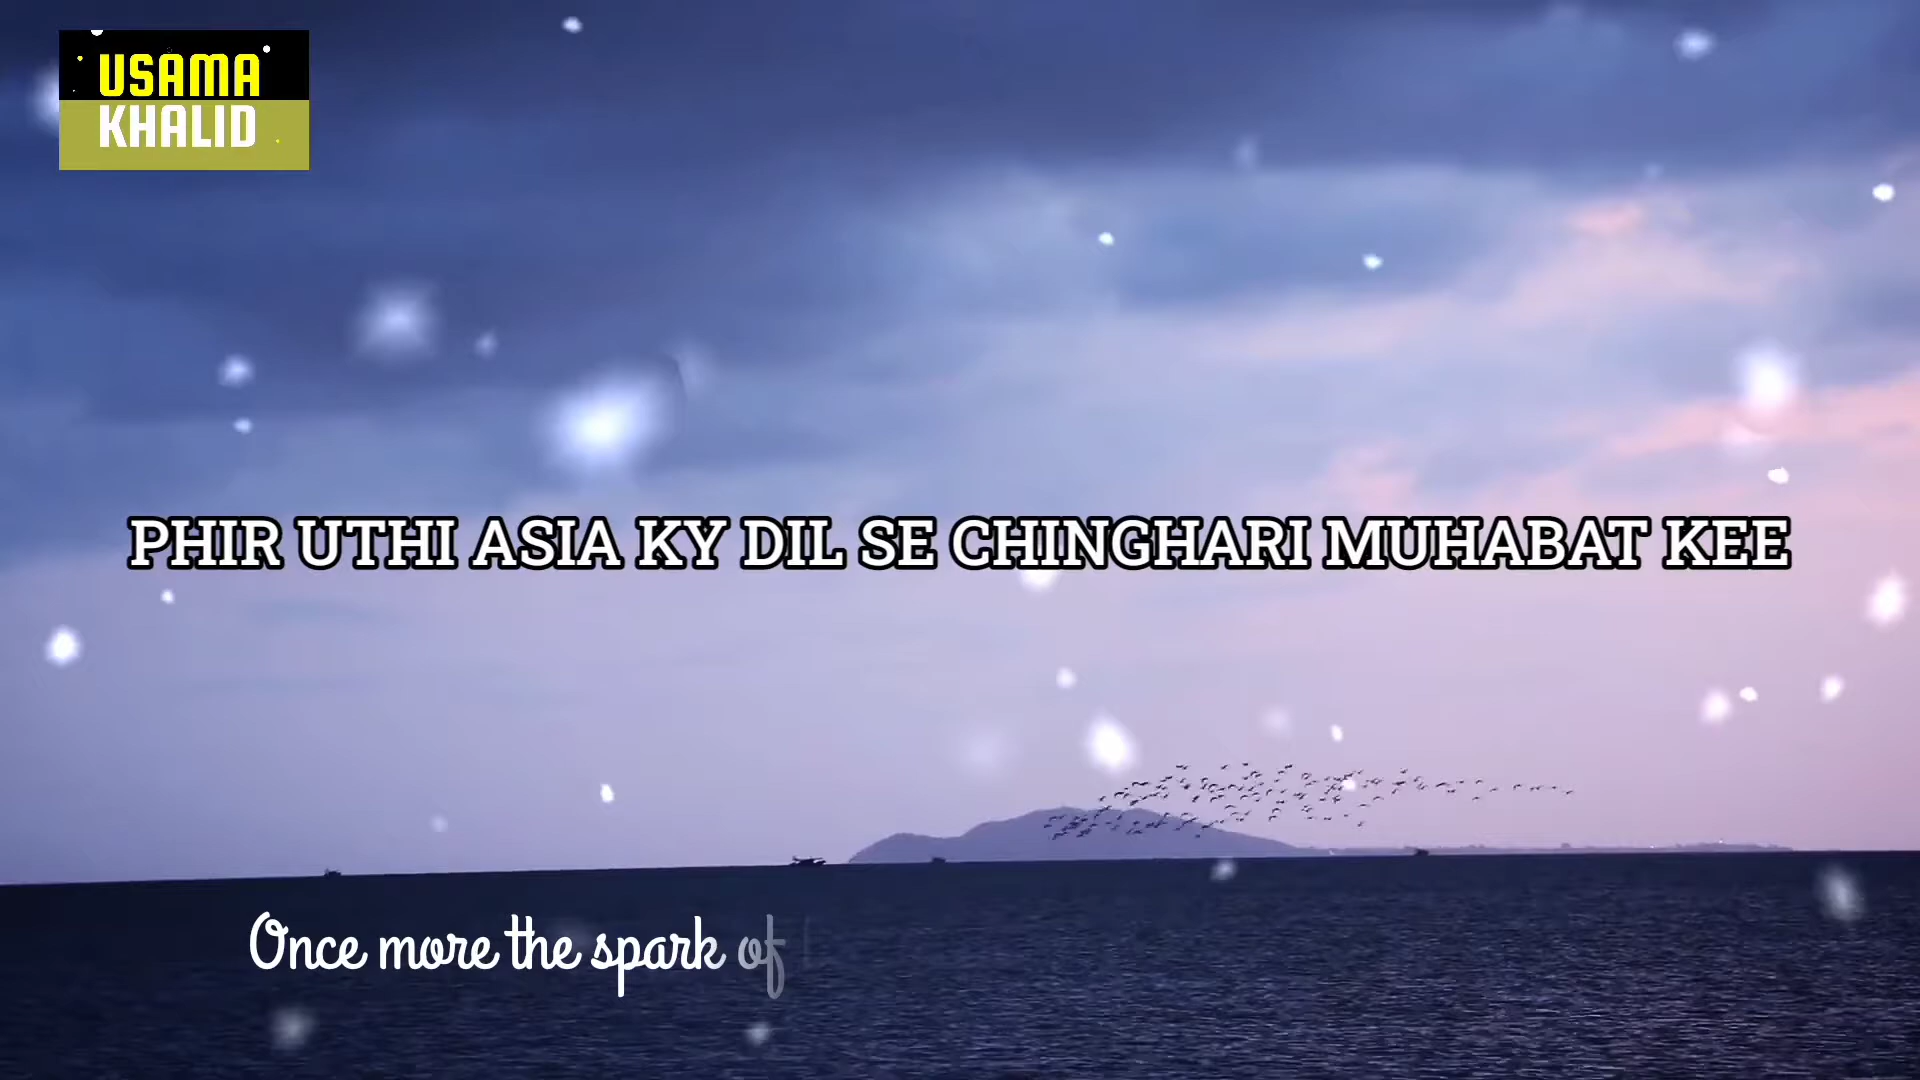 USAMA
KHALID
PHIR UTHI ASIA KY DIL SE CHINGHARI MUHABAT KEE
Once more the spark of